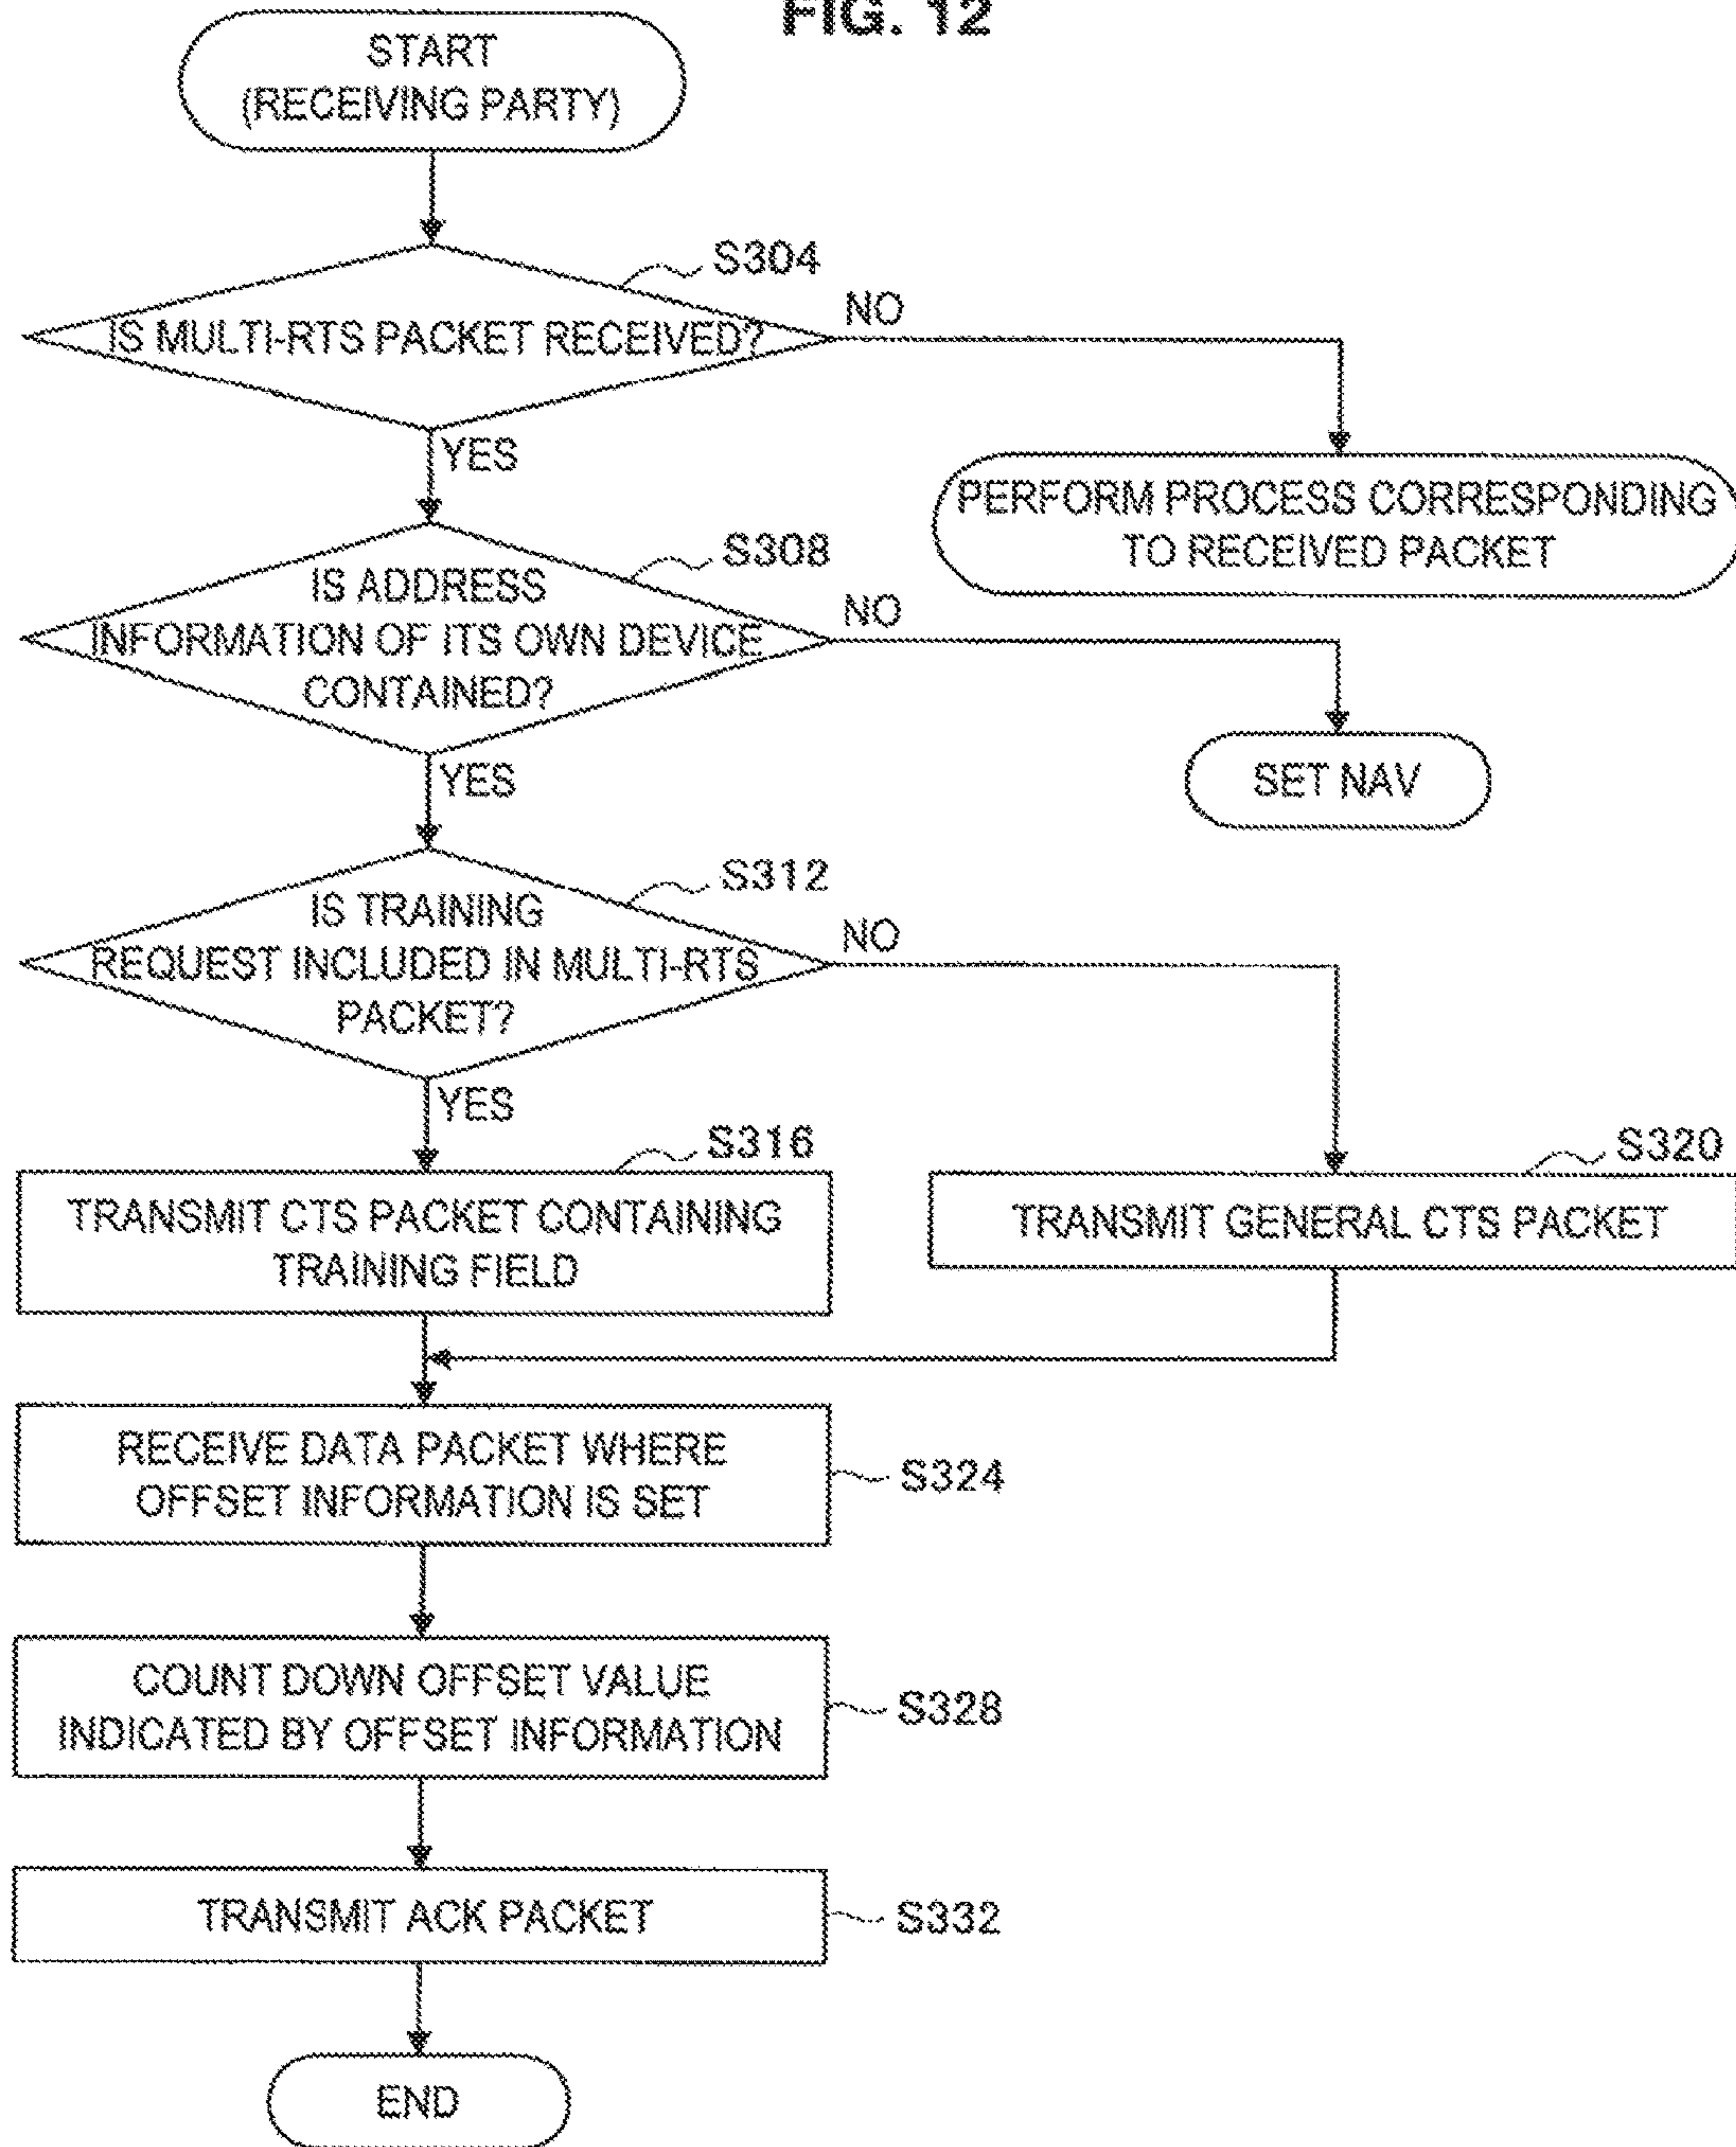 FIG. 12
START
(RECEIVING PARTY)
S304
IS MULTI-RTS PACKET RECEIVED?
NO
YES
PERFORM PROCESS CORRESPONDING
TO RECEIVED PACKET
S308
IS ADDRESS
INFORMATION OF ITS OWN DEVICE
CONTAINED?
NO
YES
SET NAV
S312
IS TRAINING
REQUEST INCLUDED IN MULTI-RTS
PACKET?
NO
YES
S316
TRANSMIT CTS PACKET CONTAINING
TRAINING FIELD
S320
TRANSMIT GENERAL CTS PACKET
RECEIVE DATA PACKET WHERE
OFFSET INFORMATION IS SET
S324
COUNT DOWN OFFSET VALUE
INDICATED BY OFFSET INFORMATION
S328
TRANSMIT ACK PACKET
S332
END